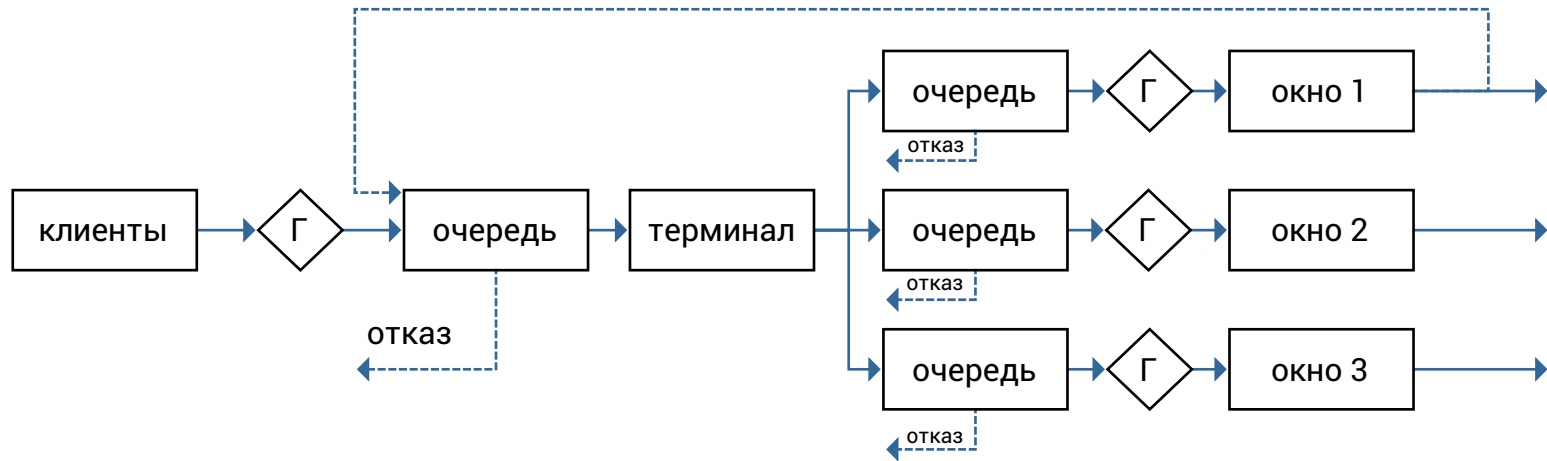 очередь
Г
окно 1
отказ
клиенты
Г
очередь
терминал
очередь
Г
окно 2
отказ
отказ
очередь
Г
окно 3
отказ